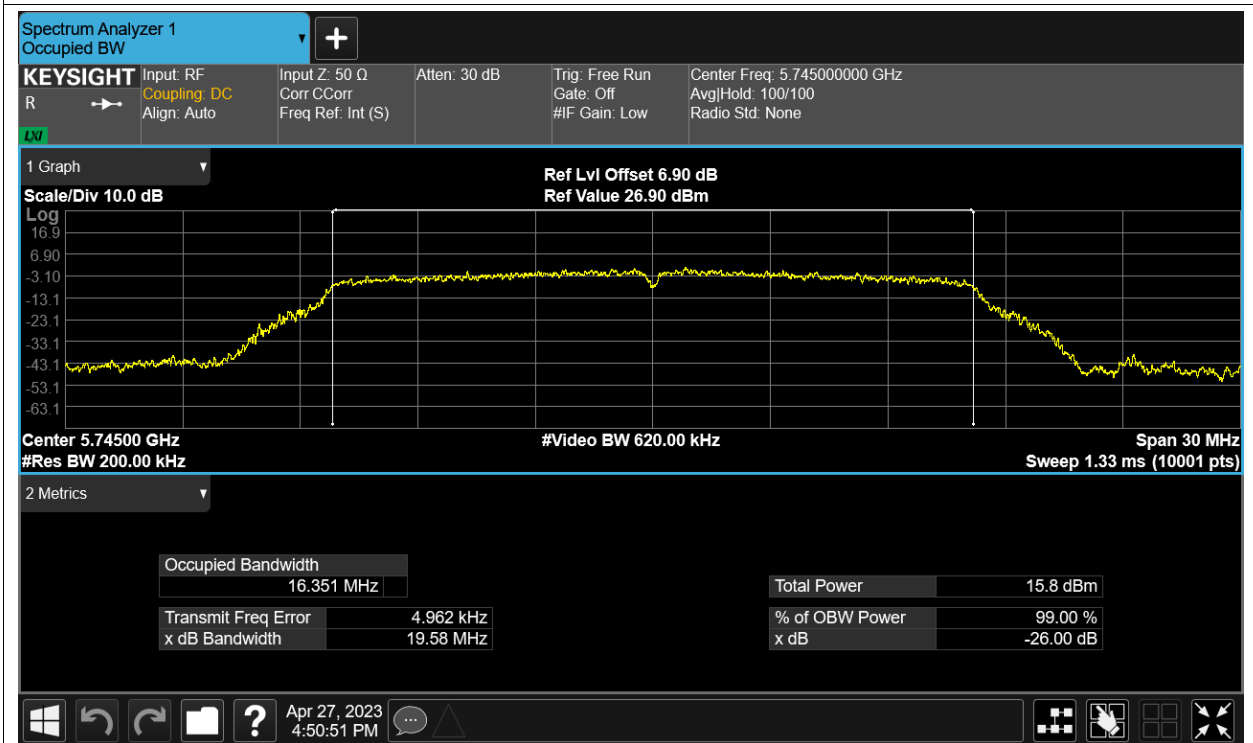 Spectrum Analyzer 1
Occupied BW
KEYSIGHT
R
LXI
Input: RF
Coupling: DC
Align: Auto
Input Z: 50 Ω
Corr CCorr
Freq Ref: Int (S)
Atten: 30 dB
Trig: Free Run
Gate: Off
#IF Gain: Low
Center Freq: 5.745000000 GHz
Avg|Hold: 100/100
Radio Std: None
1 Graph
Scale/Div 10.0 dB
Ref Lvl Offset 6.90 dB
Ref Value 26.90 dBm
Log
16.9
6.90
-3.10
-13.1
-23.1
-33.1
-43.1
-53.1
-63.1
Center 5.74500 GHz
#Video BW 620.00 kHz
Span 30 MHz
#Res BW 200.00 kHz
Sweep 1.33 ms (10001 pts)
2 Metrics
Occupied Bandwidth
16.351 MHz
Total Power 15.8 dBm
Transmit Freq Error 4.962 kHz
% of OBW Power 99.00 %
x dB Bandwidth 19.58 MHz
x dB -26.00 dB
?
Apr 27, 2023
4:50:51 PM